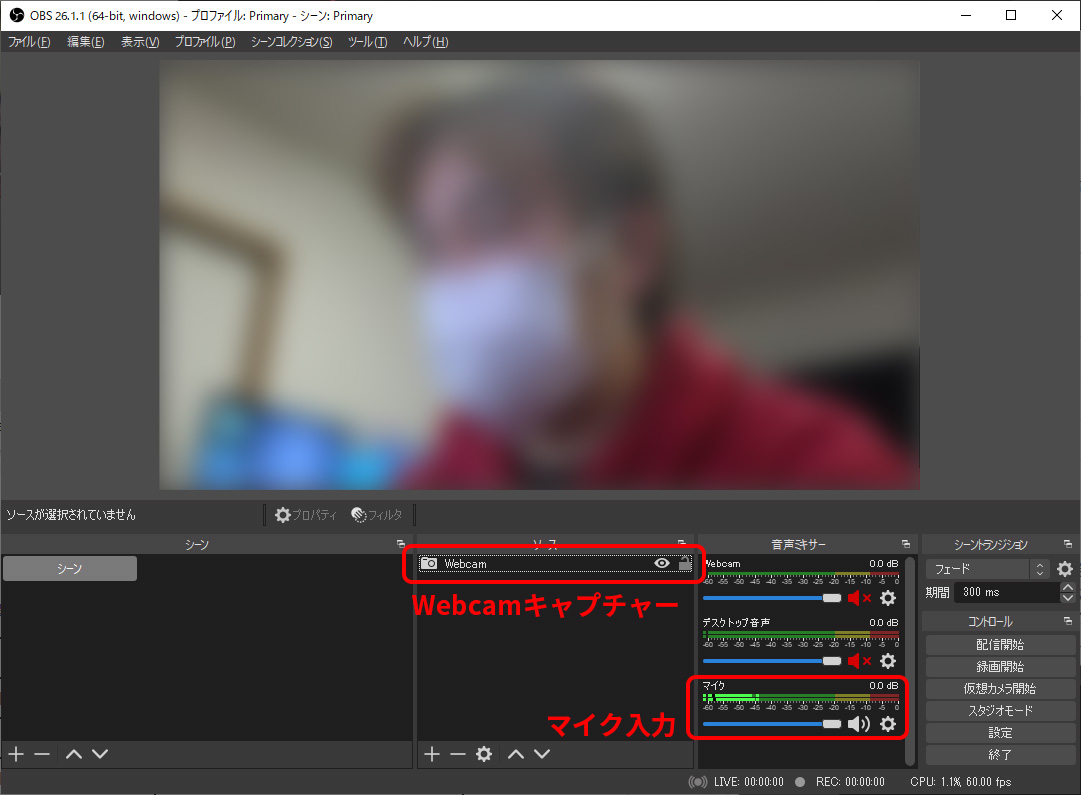 OBS 26.1.1 (64-bit, windows) - プロファイル: Primary - シーン: Primary
ファイル(F) 編集(E) 表示(V) プロファイル(P) シーンコレクション(S) ツール(T) ヘルプ(H)
ソースが選択されていません プロパティ フィルタ
シーン ソース 音声ミキサー シーントランジション
シーン
Webcam
Webcamキャプチャー
Webcam 0.0 dB
-60 -55 -50 -45 -40 -35 -30 -25 -20 -15 -10 -5 0
デスクトップ音声 0.0 dB
-60 -55 -50 -45 -40 -35 -30 -25 -20 -15 -10 -5 0
マイク 0.0 dB
-60 -55 -50 -45 -40 -35 -30 -25 -20 -15 -10 -5 0
マイク入力
フェード
期間 300 ms
コントロール
配信開始
録画開始
仮想カメラ開始
スタジオモード
設定
終了
LIVE: 00:00:00 REC: 00:00:00 CPU: 1.1%, 60.00 fps